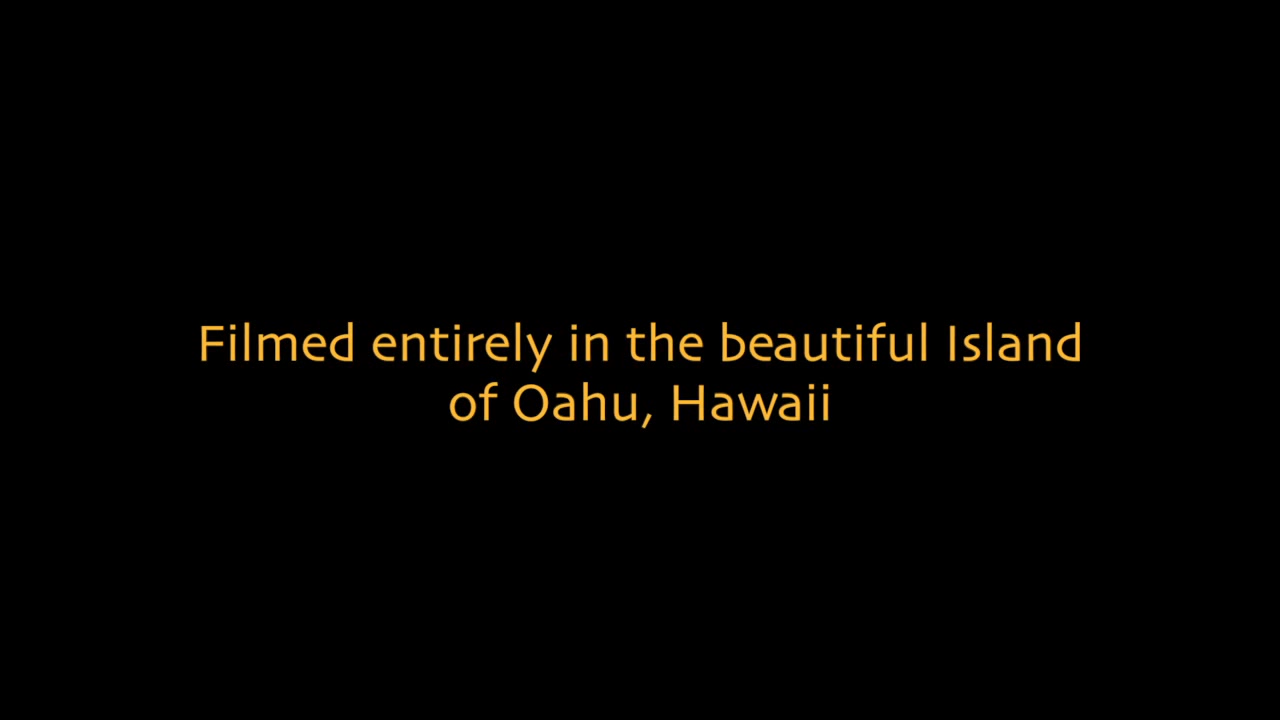 Filmed entirely in the beautiful Island
of Oahu, Hawaii